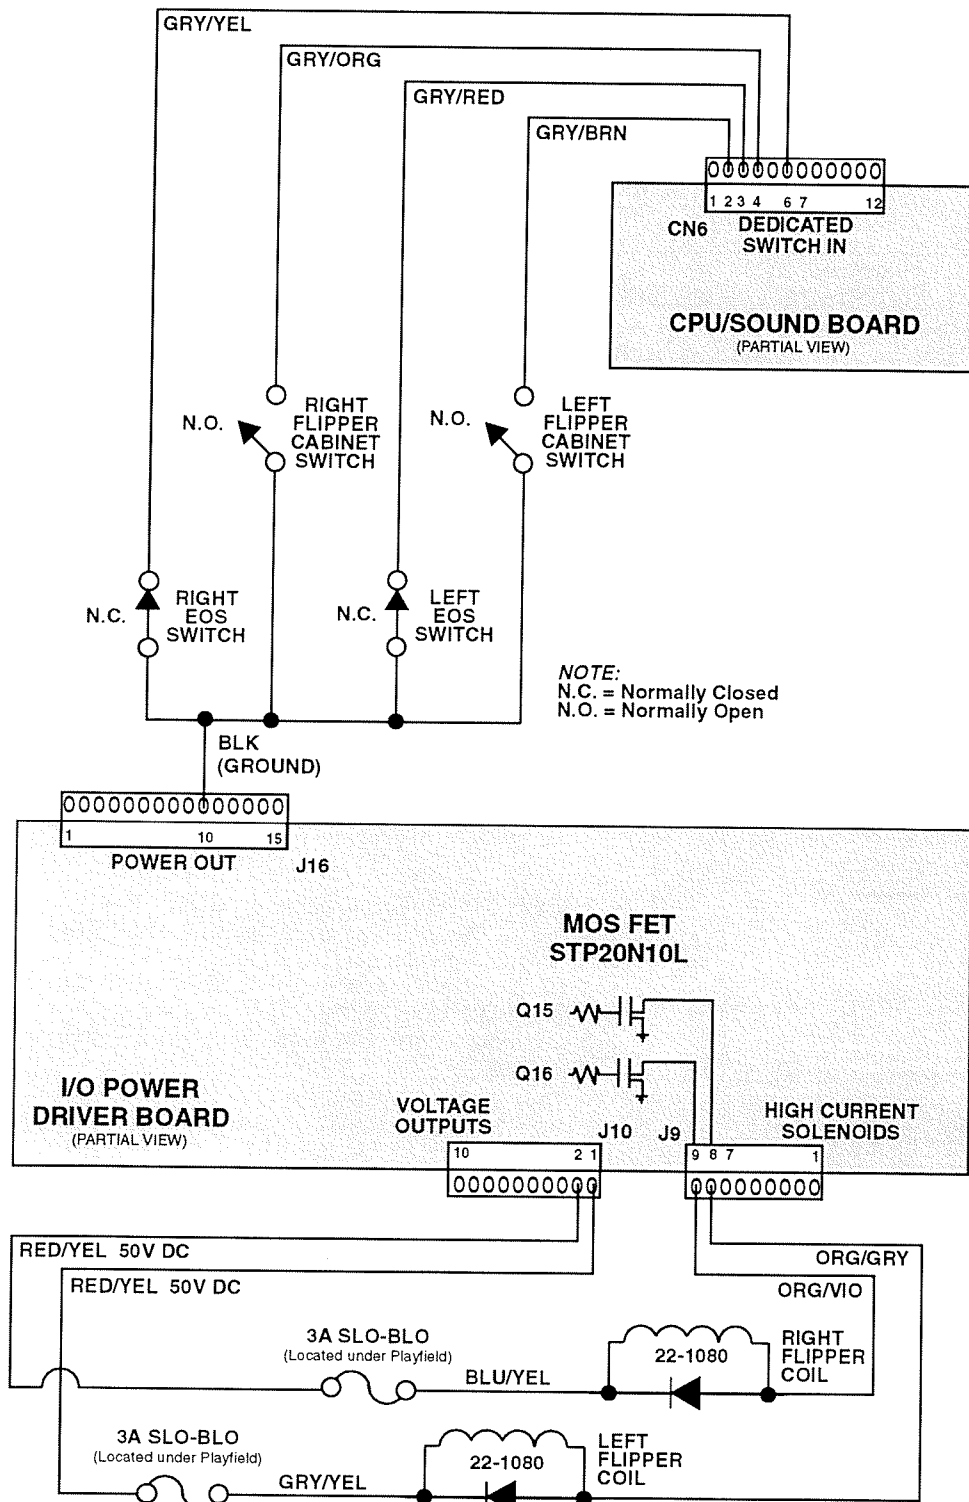 GRY/YEL
GRY/ORG
GRY/RED
GRY/BRN
0000000000000
1 2 3 4 6 7 12
CN6
DEDICATED
SWITCH IN
CPU/SOUND BOARD
(PARTIAL VIEW)
N.O.
RIGHT
FLIPPER
CABINET
SWITCH
N.O.
LEFT
FLIPPER
CABINET
SWITCH
N.C.
RIGHT
EOS
SWITCH
N.C.
LEFT
EOS
SWITCH
NOTE:
N.C. = Normally Closed
N.O. = Normally Open
BLK
(GROUND)
1 10 15
POWER OUT
J16
MOS FET
STP20N10L
Q15
Q16
I/O POWER
DRIVER BOARD
(PARTIAL VIEW)
VOLTAGE
OUTPUTS
J10
J9
HIGH CURRENT
SOLENOIDS
10 2 1
9 8 7 1
RED/YEL 50V DC
ORG/GRY
RED/YEL 50V DC
ORG/VIO
3A SLO-BLO
(Located under Playfield)
BLU/YEL
22-1080
RIGHT
FLIPPER
COIL
3A SLO-BLO
(Located under Playfield)
GRY/YEL
22-1080
LEFT
FLIPPER
COIL